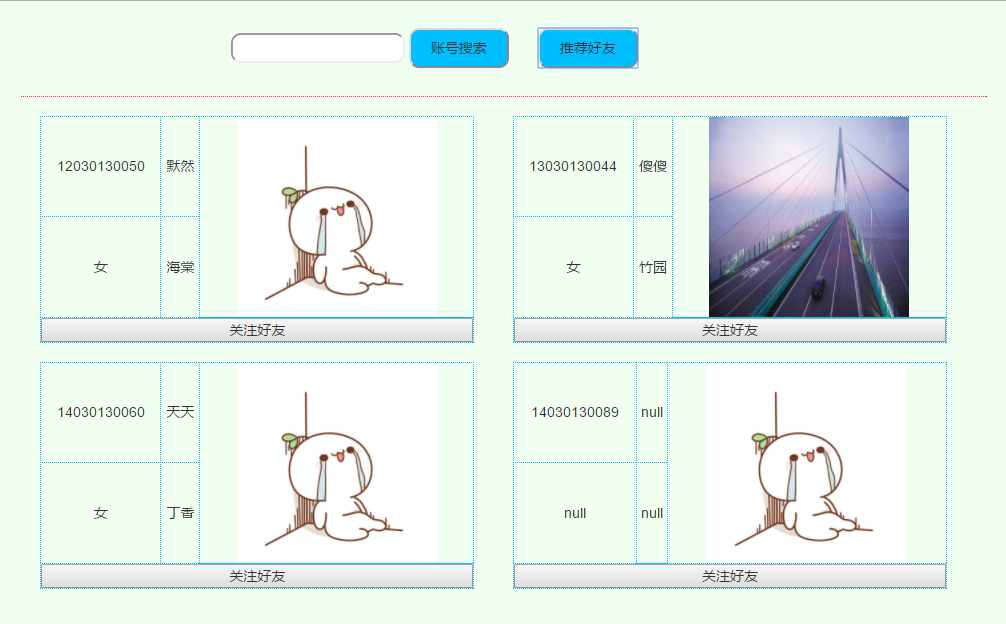 账号搜索 推荐好友
12030130050 默然 13030130044 傻傻
女 海棠 女 竹园
关注好友 关注好友
14030130060 天天 14030130089 null
女 丁香 null null
关注好友 关注好友